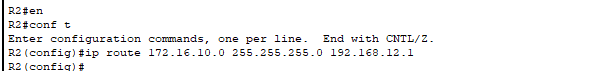 R2#en
R2#conf t
Enter configuration commands, one per line.  End with CNTL/Z.
R2(config)#ip route 172.16.10.0 255.255.255.0 192.168.12.1
R2(config)#